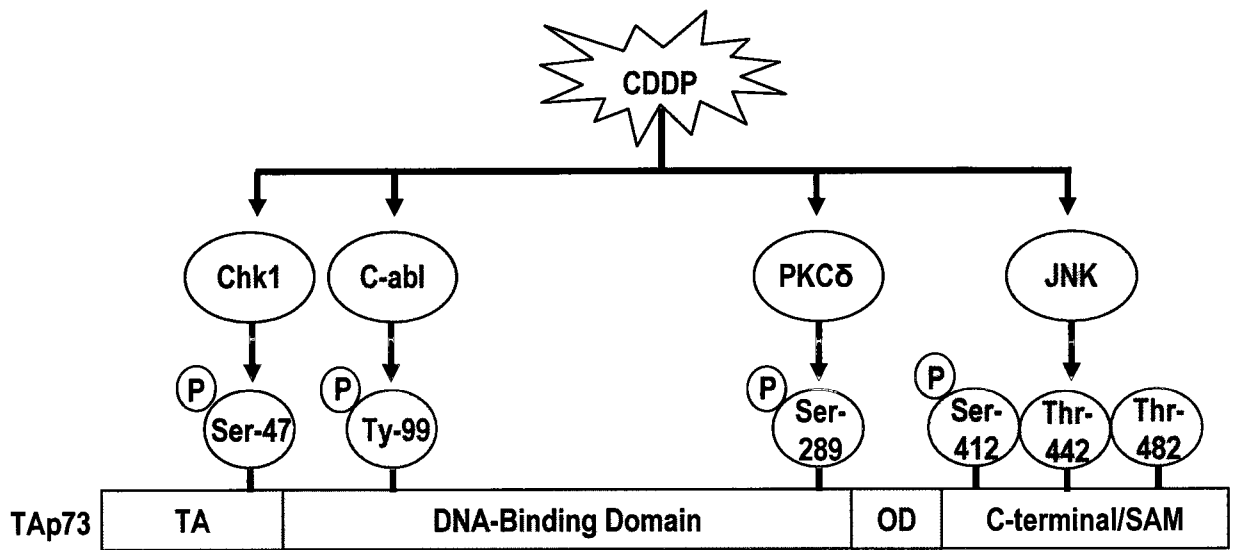 CDDP
Chk1
C-abl
PKCδ
JNK
P
P
P
P
Ser-47
Ty-99
Ser-
289
Ser-
412
Thr-
442
Thr-
482
TAp73
TA
DNA-Binding Domain
OD
C-terminal/SAM